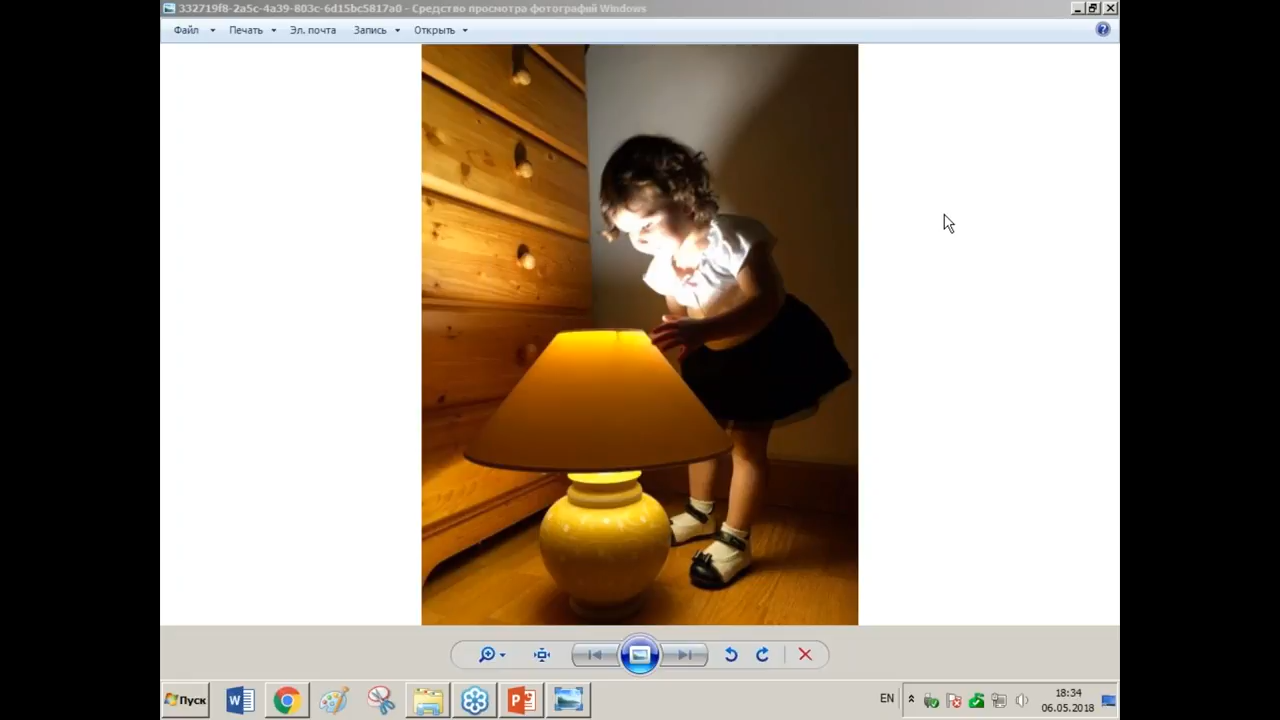 332719f8-2a5c-4a39-803c-6d15bc5817a0 - Средство просмотра фотографий Windows
Файл Печать Эл. почта Запись Открыть
Пуск EN 18:34
06.05.2018